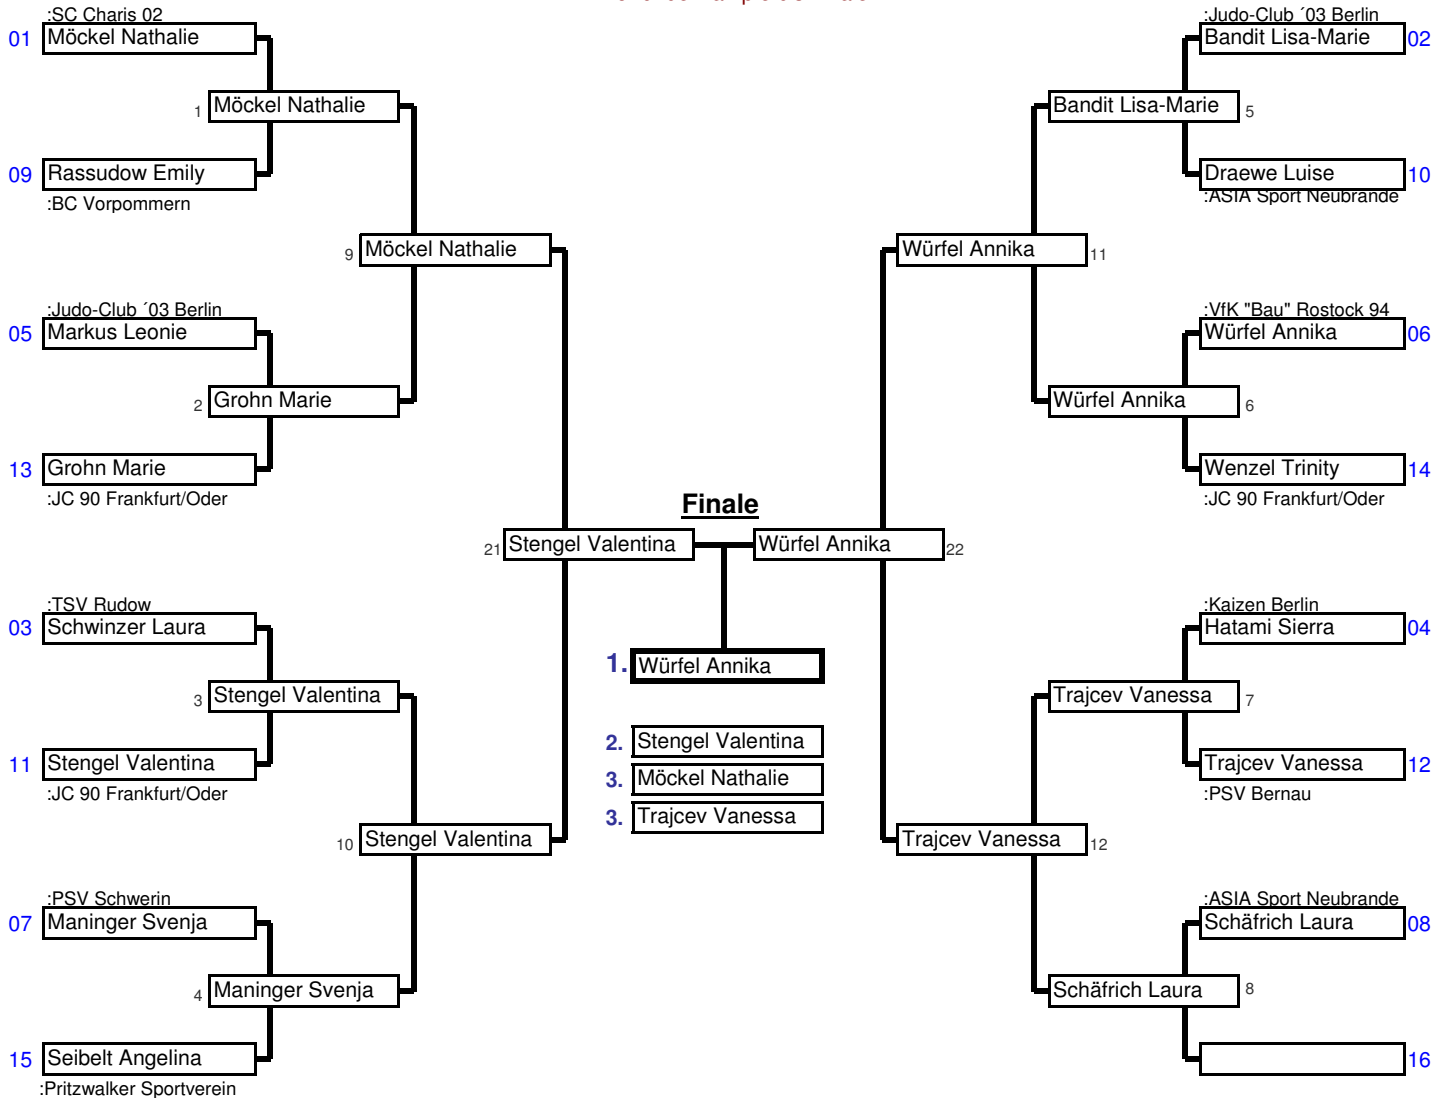 :SC Charis 02
01 Möckel Nathalie
1 Möckel Nathalie
09 Rassudow Emily
:BC Vorpommern
9 Möckel Nathalie
:Judo-Club ´03 Berlin
05 Markus Leonie
2 Grohn Marie
13 Grohn Marie
:JC 90 Frankfurt/Oder
21 Stengel Valentina
:TSV Rudow
03 Schwinzer Laura
3 Stengel Valentina
11 Stengel Valentina
:JC 90 Frankfurt/Oder
10 Stengel Valentina
:PSV Schwerin
07 Maninger Svenja
4 Maninger Svenja
15 Seibelt Angelina
:Pritzwalker Sportverein
Finale
1. Würfel Annika
2. Stengel Valentina
3. Möckel Nathalie
3. Trajcev Vanessa
:Judo-Club ´03 Berlin
Bandit Lisa-Marie 02
Bandit Lisa-Marie 5
Draewe Luise 10
:ASIA Sport Neubrande
Würfel Annika 11
:VfK "Bau" Rostock 94
Würfel Annika 06
Würfel Annika 6
Wenzel Trinity 14
:JC 90 Frankfurt/Oder
Würfel Annika 22
:Kaizen Berlin
Hatami Sierra 04
Trajcev Vanessa 7
Trajcev Vanessa 12
:PSV Bernau
Trajcev Vanessa 12
:ASIA Sport Neubrande
Schäfrich Laura 08
Schäfrich Laura 8
16